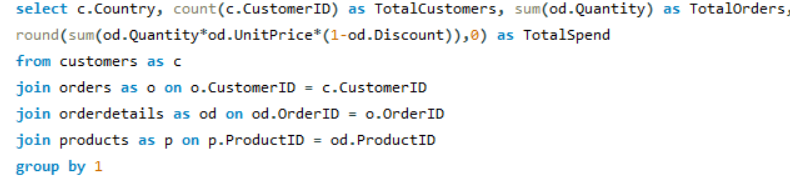 select c.Country, count(c.CustomerID) as TotalCustomers, sum(od.Quantity) as TotalOrders,
round(sum(od.Quantity*od.UnitPrice*(1-od.Discount)),0) as TotalSpend
from customers as c
join orders as o on o.CustomerID = c.CustomerID
join orderdetails as od on od.OrderID = o.OrderID
join products as p on p.ProductID = od.ProductID
group by 1